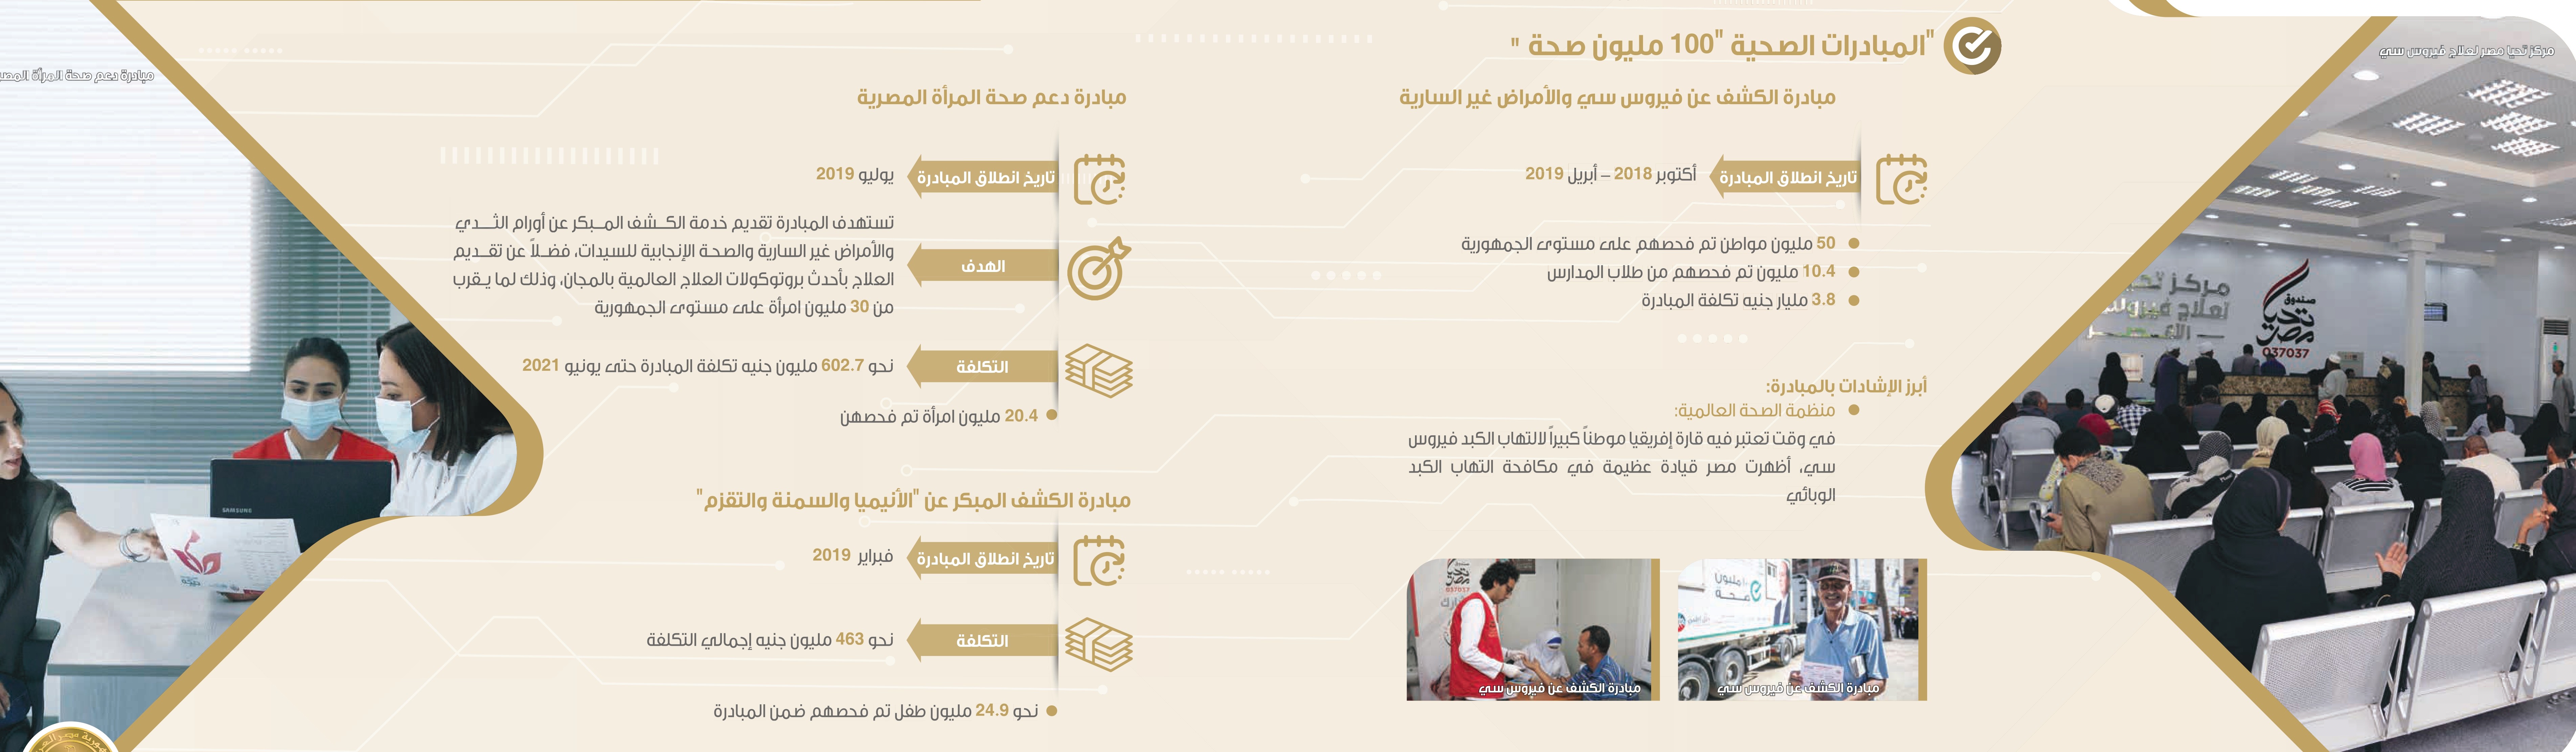 "المبادرات الصحية "100 مليون صحة "
مركز تحيا مصر لعلاج فيروس سي
مبادرة الكشف عن فيروس سي والأمراض غير السارية
تاريخ انطلاق المبادرة
أكتوبر 2018 – أبريل 2019
50 مليون مواطن تم فحصهم على مستوى الجمهورية
10.4 مليون تم فحصهم من طلاب المدارس
3.8 مليار جنيه تكلفة المبادرة
أبرز الإشادات بالمبادرة:
منظمة الصحة العالمية:
في وقت تعتبر فيه قارة إفريقيا موطناً كبيراً لالتهاب الكبد فيروس
سي، أظهرت مصر قيادة عظيمة في مكافحة التهاب الكبد
الوبائي
مبادرة الكشف عن فيروس سي
مبادرة الكشف عن فيروس سي
صندوق
تحيا
مصر
037037
مبادرة دعم صحة المرأة المصرية
تاريخ انطلاق المبادرة
يوليو 2019
الهدف
تستهدف المبادرة تقديم خدمة الكشف المبكر عن أورام الثدي
والأمراض غير السارية والصحة الإنجابية للسيدات، فضلاً عن تقديم
العلاج بأحدث بروتوكولات العلاج العالمية بالمجان، وذلك لما يقرب
من 30 مليون امرأة على مستوى الجمهورية
التكلفة
نحو 602.7 مليون جنيه تكلفة المبادرة حتى يونيو 2021
20.4 مليون امرأة تم فحصهن
مبادرة الكشف المبكر عن "الأنيميا والسمنة والتقزم"
تاريخ انطلاق المبادرة
فبراير 2019
التكلفة
نحو 463 مليون جنيه إجمالي التكلفة
نحو 24.9 مليون طفل تم فحصهم ضمن المبادرة
مبادرة دعم صحة المرأة
SAMSUNG